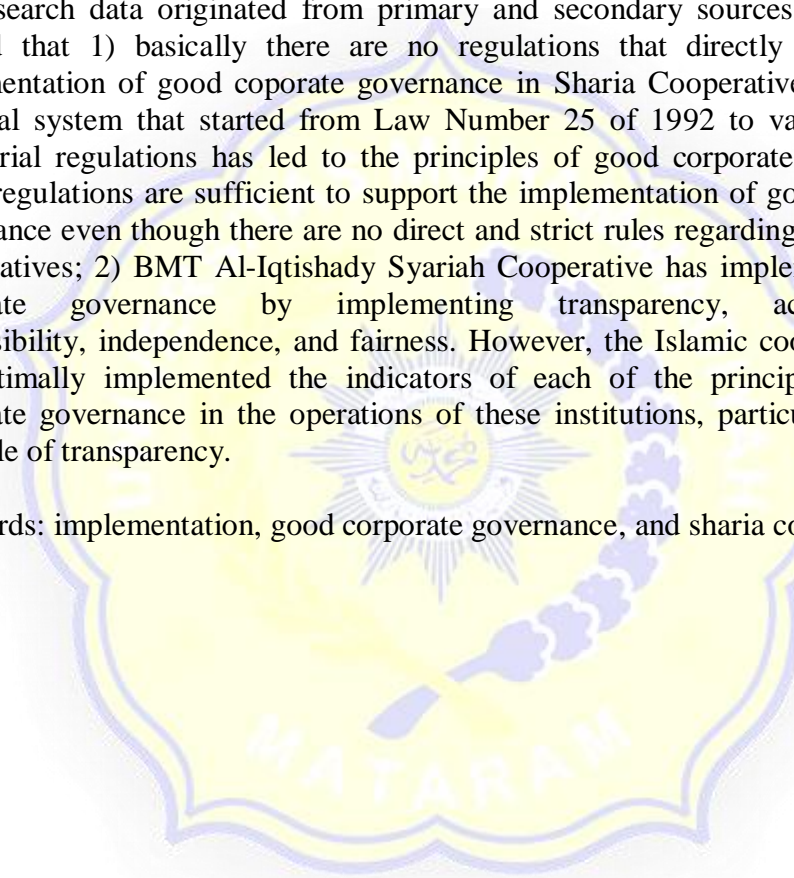 search data originated from primary and secondary sources
d that 1) basically there are no regulations that directly
mentation of good coporate governance in Sharia Cooperative
al system that started from Law Number 25 of 1992 to va
rial regulations has led to the principles of good corporate
regulations are sufficient to support the implementation of go
ance even though there are no direct and strict rules regarding
atives; 2) BMT Al-Iqtishady Syariah Cooperative has implem
ate governance by implementing transparency, ac
sibility, independence, and fairness. However, the Islamic coo
timally implemented the indicators of each of the princip
ate governance in the operations of these institutions, particu
le of transparency.
rds: implementation, good corporate governance, and sharia co
MATARAM